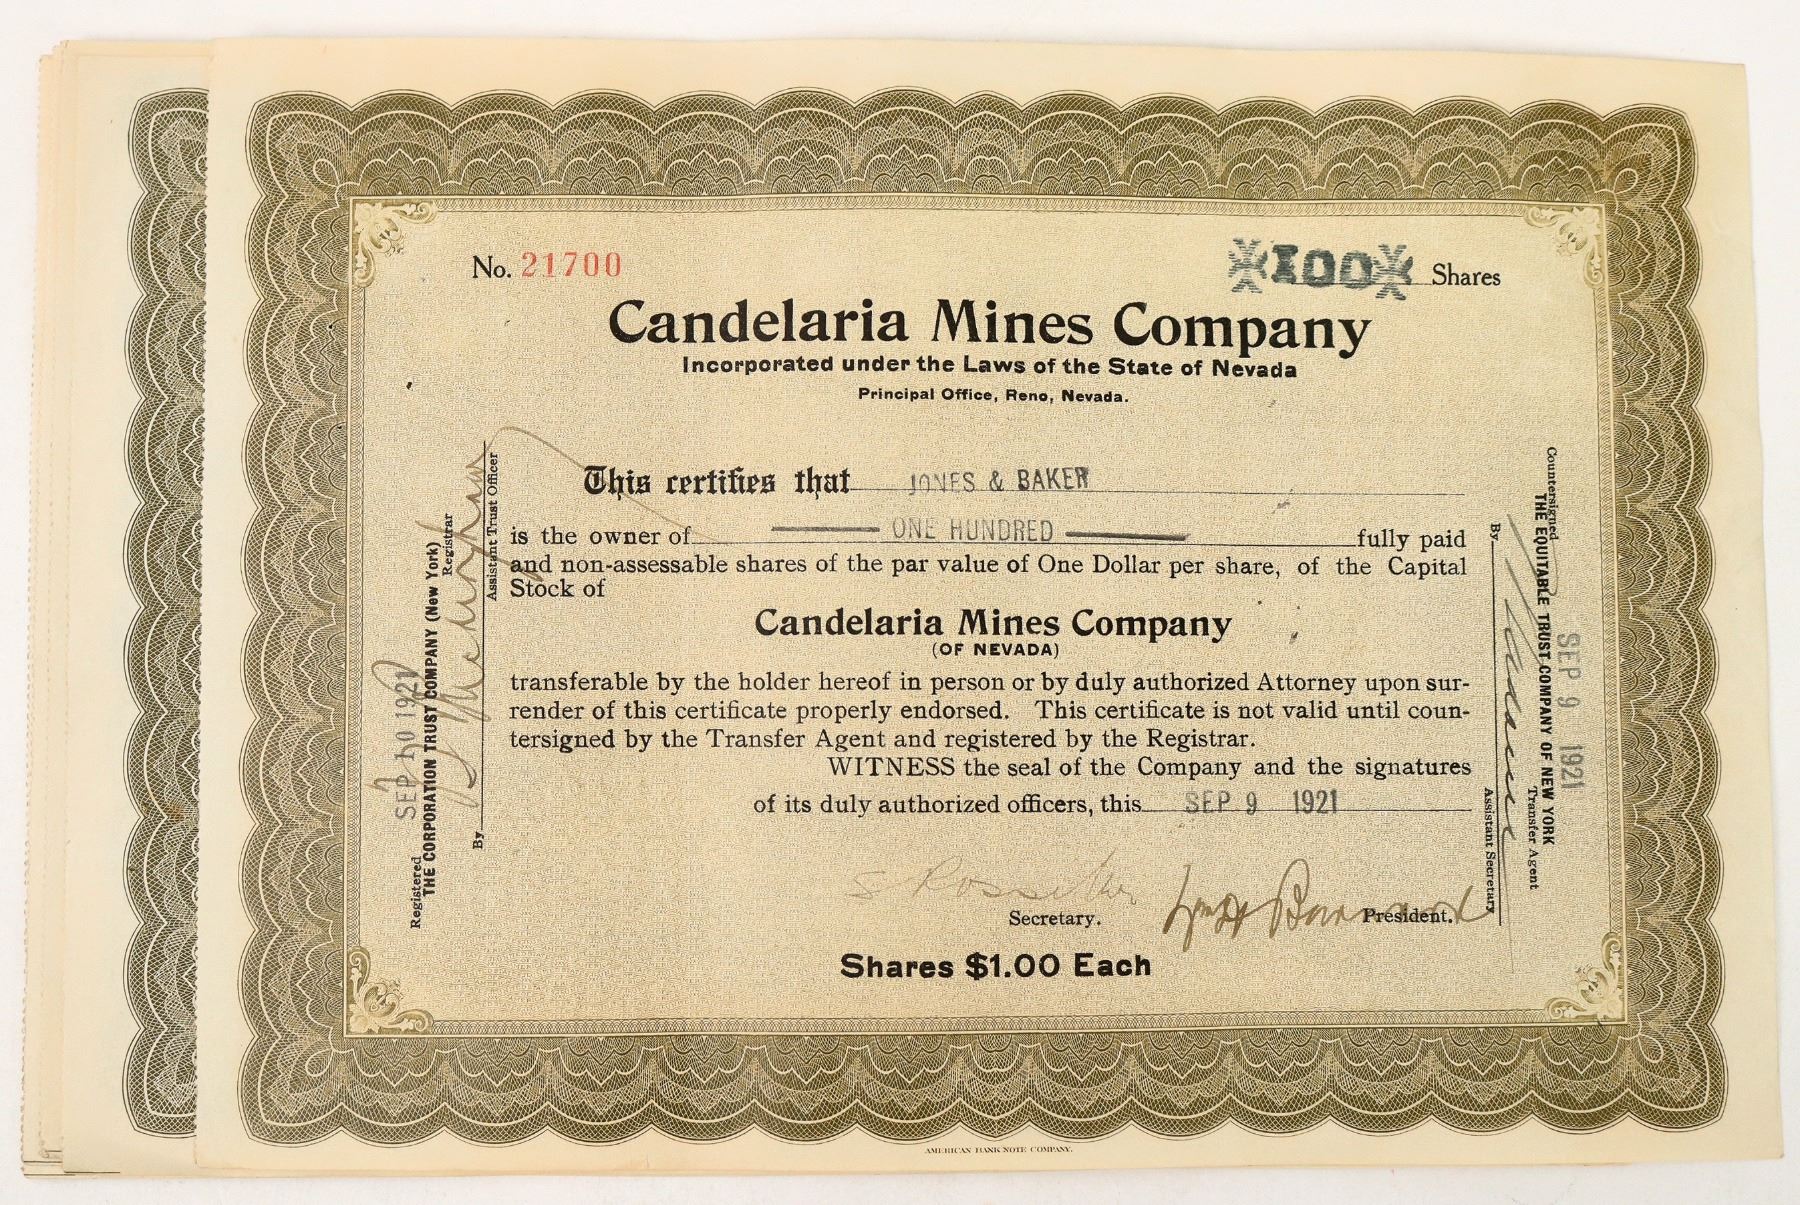 No. 21700
*100* Shares
Candelaria Mines Company
Incorporated under the Laws of the State of Nevada
Principal Office, Reno, Nevada.
This certifies that JONES & BAKER
is the owner of ONE HUNDRED fully paid
and non-assessable shares of the par value of One Dollar per share, of the Capital
Stock of
Candelaria Mines Company
(OF NEVADA)
transferable by the holder hereof in person or by duly authorized Attorney upon sur-
render of this certificate properly endorsed. This certificate is not valid until coun-
tersigned by the Transfer Agent and registered by the Registrar.
WITNESS the seal of the Company and the signatures
of its duly authorized officers, this SEP 9 1921
Secretary.
President.
Shares $1.00 Each
Registered SEP 10 1921
THE CORPORATION TRUST COMPANY (New York)
Registrar
By
Assistant Trust Officer
Countersigned SEP 9 1921
THE EQUITABLE TRUST COMPANY OF NEW YORK
Transfer Agent
By
Assistant Secretary
AMERICAN BANK NOTE COMPANY.